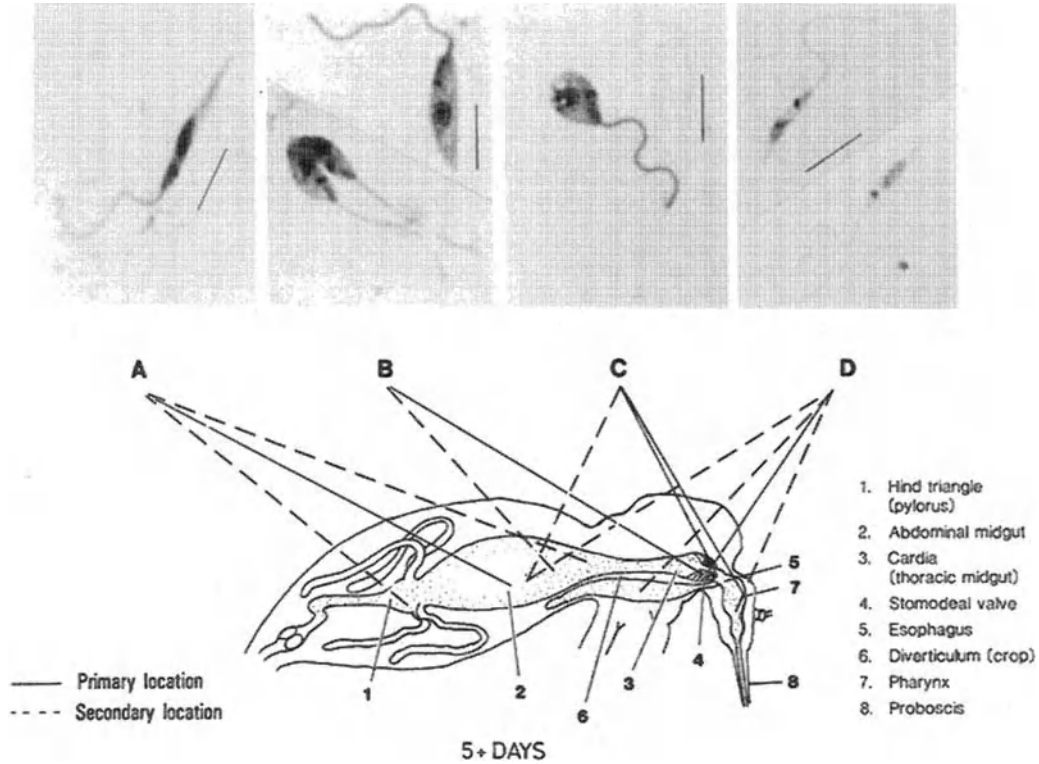 A B C D
1. Hind triangle
(pylorus)
2. Abdominal midgut
3. Cardia
(thoracic midgut)
4. Stomodeal valve
5. Esophagus
6. Diverticulum (crop)
7. Pharynx
8. Proboscis
5
7
4
8
3
6
1
2
Primary location
Secondary location
5+ DAYS